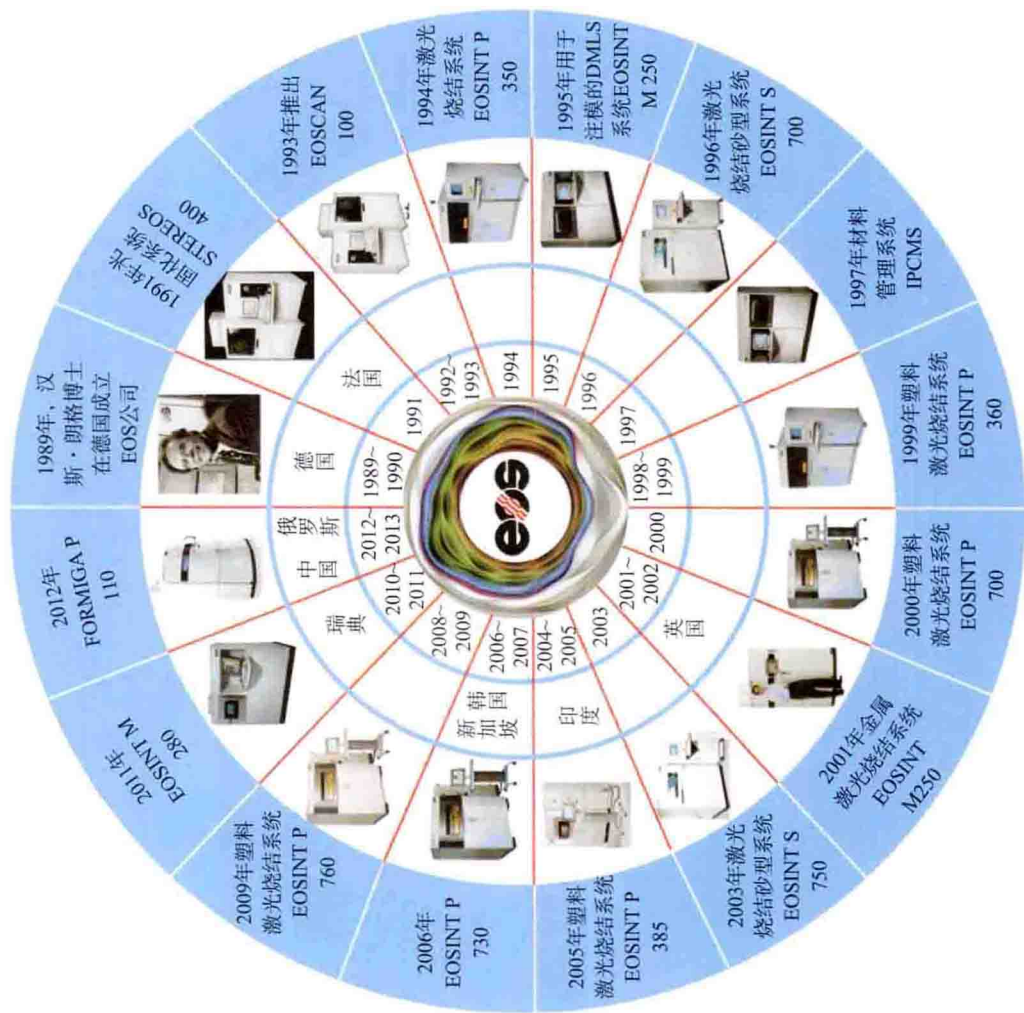 1989年，汉
斯·朗格博士
在德国成立
EOS公司
1991年光
固化系统
STEREOS
400
1993年推出
EOSCAN
100
1994年激光
烧结系统
EOSINT P
350
1995年用于
注模的DMLS
系统EOSINT
M 250
1996年激光
烧结砂型系统
EOSINT S
700
1997年材料
管理系统
IPCMS
1999年塑料
激光烧结系统
EOSINT P
360
2000年塑料
激光烧结系统
EOSINT P
700
2001年金属
激光烧结系统
EOSINT
M250
2003年激光
烧结砂型系统
EOSINT S
750
2005年塑料
激光烧结系统
EOSINT P
385
2006年
EOSINT P
730
2009年塑料
激光烧结系统
EOSINT P
760
2011年
EOSINT M
280
2012年
FORMIGA P
110
德
国
法
国
英
国
印
度
新
加
坡
韩
国
瑞
典
中
国
俄
罗
斯
1989~
1990
1991
1992~
1993
1994
1995
1996
1997
1998~
1999
2000
2001~
2002
2003
2004~
2005
2006~
2007
2008~
2009
2010~
2011
2012~
2013
eos